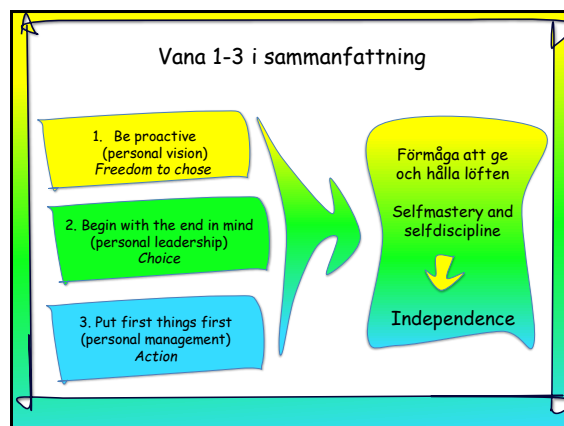 Vana 1-3 i sammanfattning
1. Be proactive
(personal vision)
Freedom to chose
2. Begin with the end in mind
(personal leadership)
Choice
3. Put first things first
(personal management)
Action
Förmåga att ge
och hålla löften
Selfmastery and
selfdiscipline
Independence